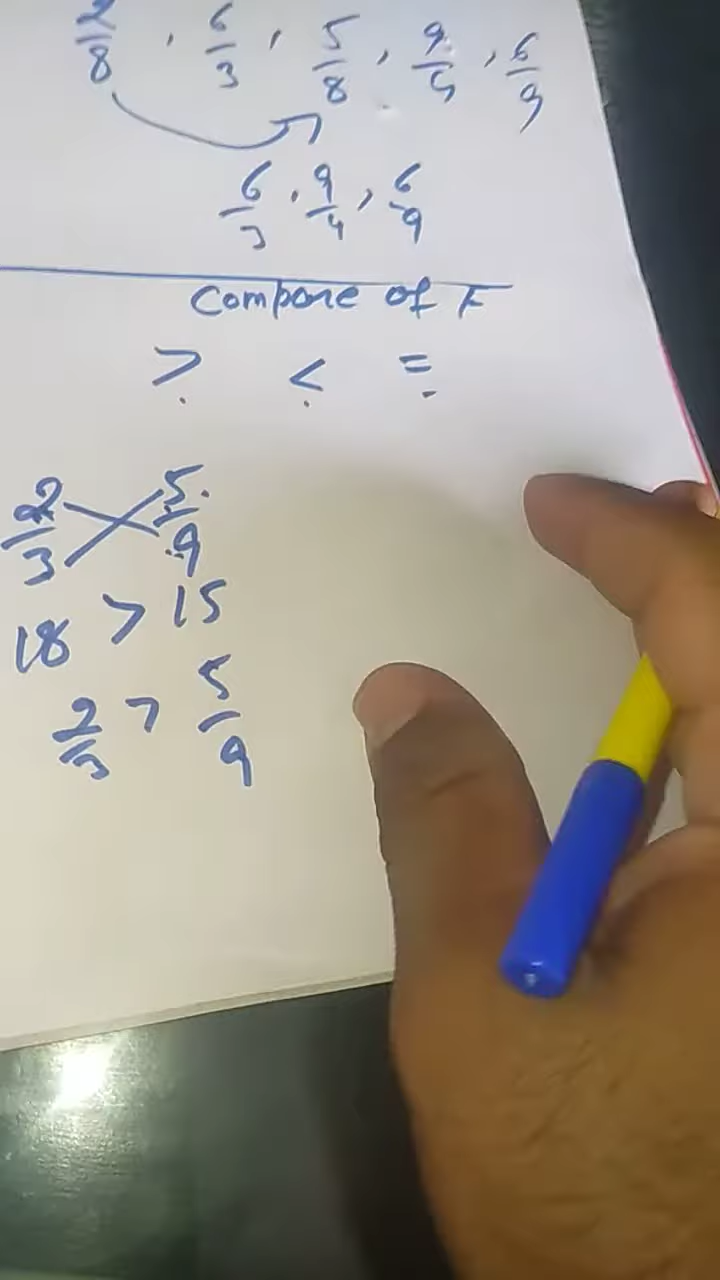 2/8 , 6/3 , 5/8 , 9/4 , 6/9
6/3 , 9/4 , 6/9
Compare of F
> < =
2/3 5/9
18 > 15
2/3 > 5/9